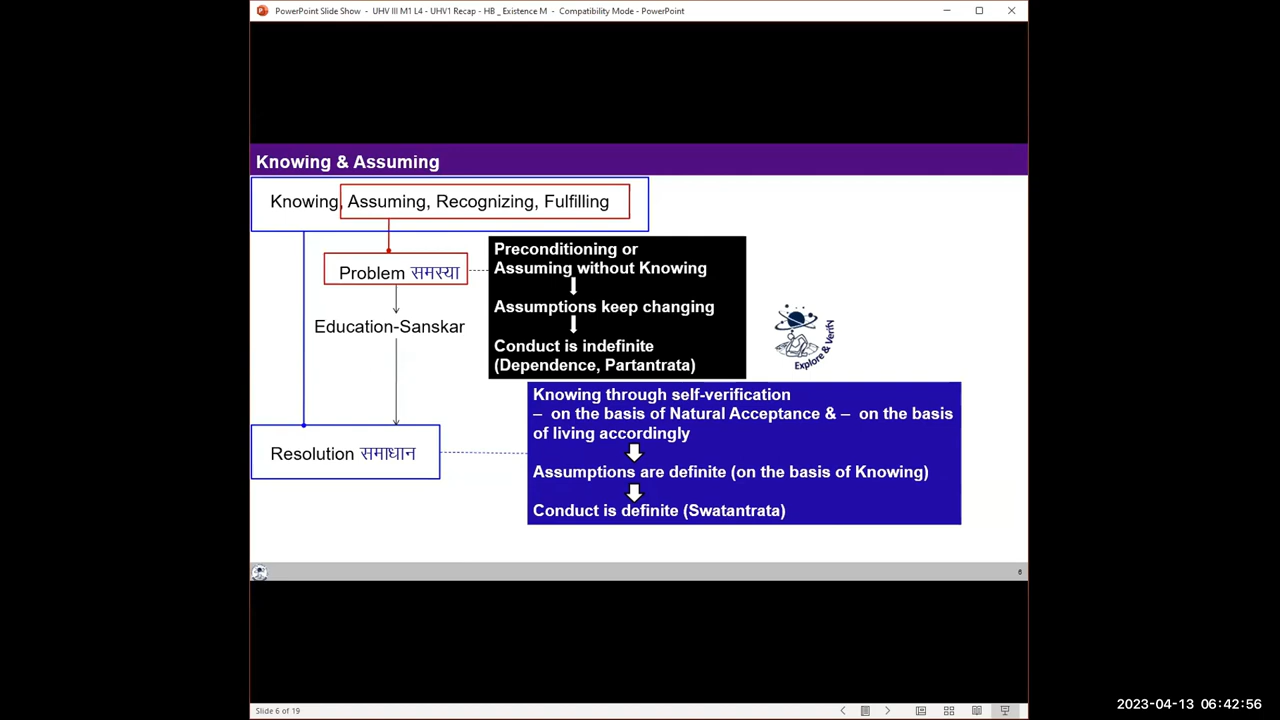 PowerPoint Slide Show - UHV III M1 L4 - UHV1 Recap - HB _ Existence M - Compatibility Mode - PowerPoint
Knowing & Assuming
Knowing, Assuming, Recognizing, Fulfilling
Problem समस्या
Education-Sanskar
Resolution समाधान
Preconditioning or
Assuming without Knowing
Assumptions keep changing
Conduct is indefinite
(Dependence, Partantrata)
Explore & Verify
Knowing through self-verification
– on the basis of Natural Acceptance & – on the basis
of living accordingly
Assumptions are definite (on the basis of Knowing)
Conduct is definite (Swatantrata)
6
Slide 6 of 19
2023-04-13 06:42:56